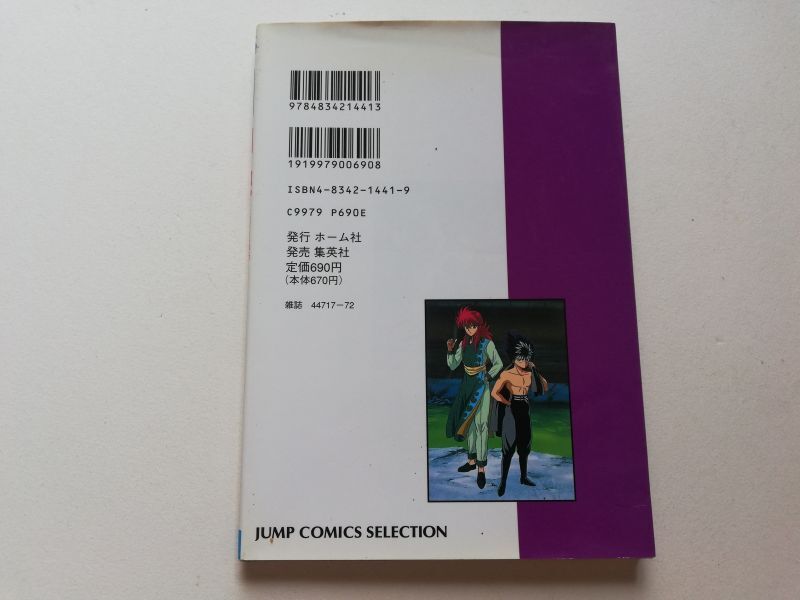 9784834214413
1919979006908
ISBN4-8342-1441-9
C9979 P690E
発行 ホーム社
発売 集英社
定価690円
(本体670円)
雑誌 44717-72
JUMP COMICS SELECTION